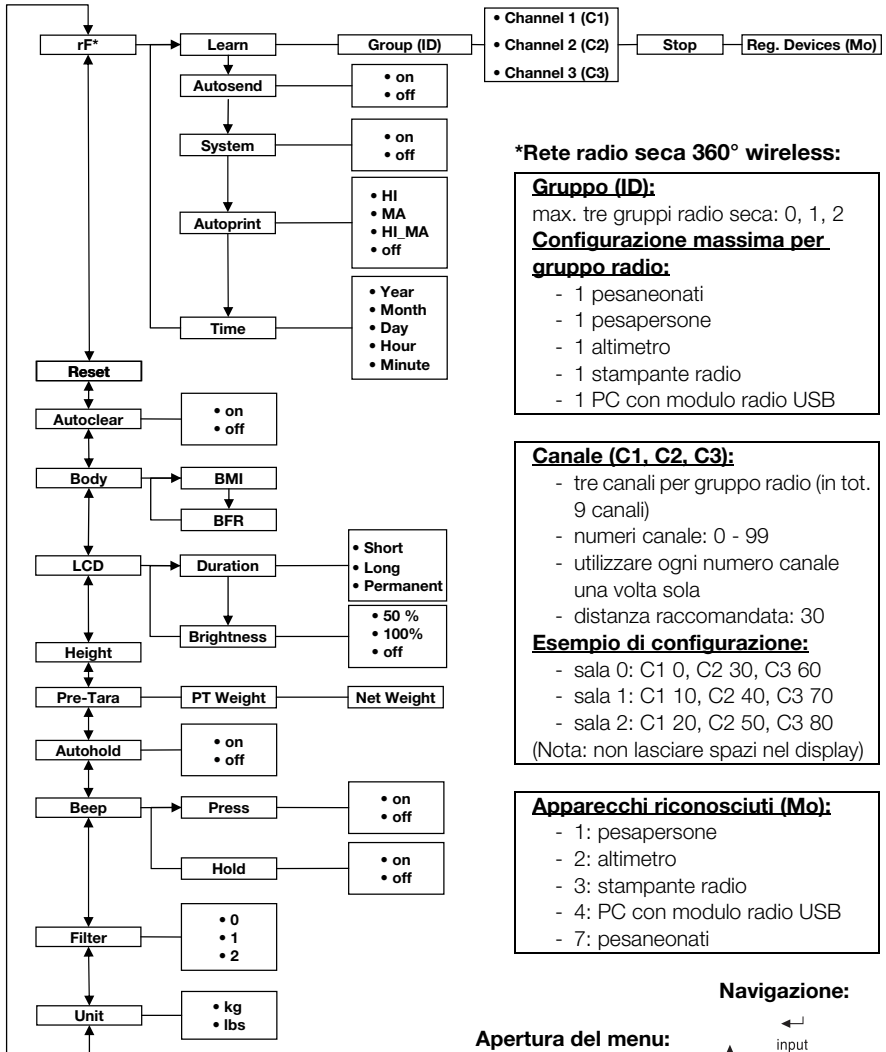 rF*
Learn
Group (ID)
• Channel 1 (C1)
• Channel 2 (C2)
• Channel 3 (C3)
Stop
Reg. Devices (Mo)
Autosend
• on
• off
System
• on
• off
Autoprint
• HI
• MA
• HI_MA
• off
Time
• Year
• Month
• Day
• Hour
• Minute
Reset
Autoclear
• on
• off
Body
BMI
BFR
LCD
Duration
• Short
• Long
• Permanent
Brightness
• 50 %
• 100%
• off
Height
Pre-Tara
PT Weight
Net Weight
Autohold
• on
• off
Beep
Press
• on
• off
Hold
• on
• off
Filter
• 0
• 1
• 2
Unit
• kg
• lbs
*Rete radio seca 360° wireless:
Gruppo (ID):
max. tre gruppi radio seca: 0, 1, 2
Configurazione massima per
gruppo radio:
- 1 pesaneonati
- 1 pesapersone
- 1 altimetro
- 1 stampante radio
- 1 PC con modulo radio USB
Canale (C1, C2, C3):
- tre canali per gruppo radio (in tot.
9 canali)
- numeri canale: 0 - 99
- utilizzare ogni numero canale
una volta sola
- distanza raccomandata: 30
Esempio di configurazione:
- sala 0: C1 0, C2 30, C3 60
- sala 1: C1 10, C2 40, C3 70
- sala 2: C1 20, C2 50, C3 80
(Nota: non lasciare spazi nel display)
Apparecchi riconosciuti (Mo):
- 1: pesapersone
- 2: altimetro
- 3: stampante radio
- 4: PC con modulo radio USB
- 7: pesaneonati
Navigazione:
Apertura del menu:
input